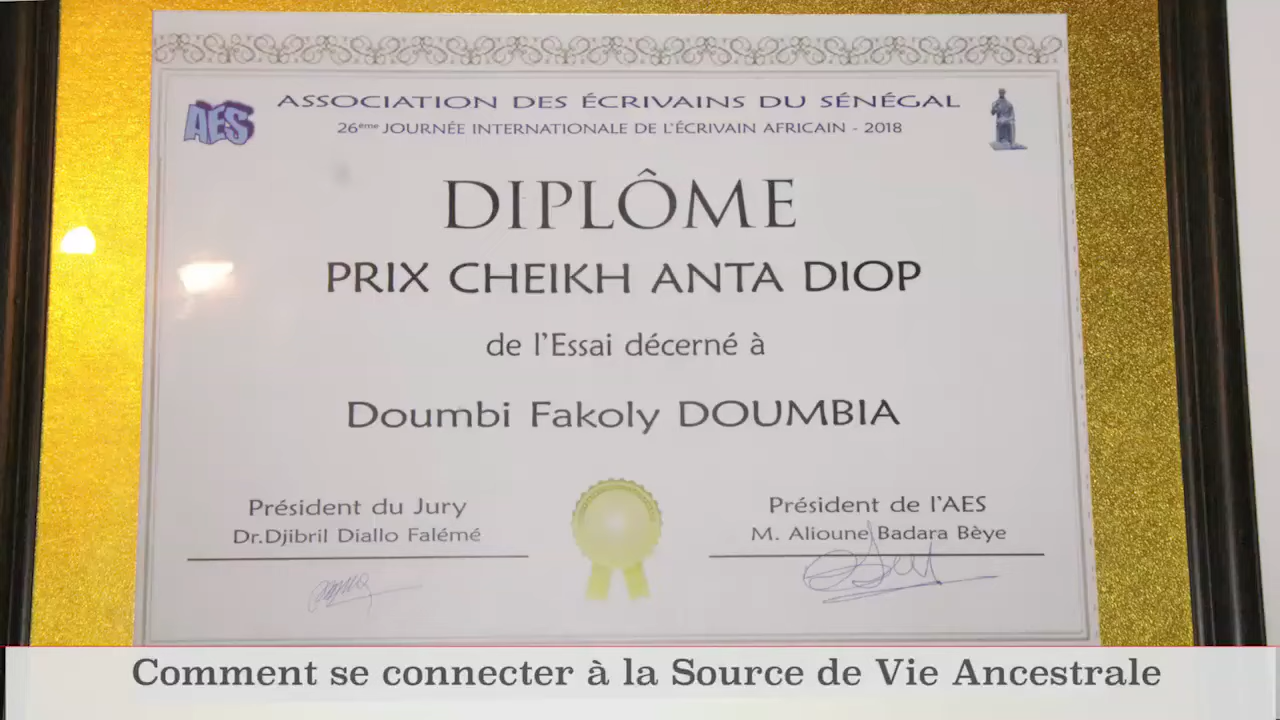 AES
ASSOCIATION DES ÉCRIVAINS DU SÉNÉGAL
26ème JOURNÉE INTERNATIONALE DE L'ÉCRIVAIN AFRICAIN - 2018
DIPLÔME
PRIX CHEIKH ANTA DIOP
de l'Essai décerné à
Doumbi Fakoly DOUMBIA
Président du Jury
Dr.Djibril Diallo Falémé
Président de l'AES
M. Alioune Badara Bèye
Comment se connecter à la Source de Vie Ancestrale